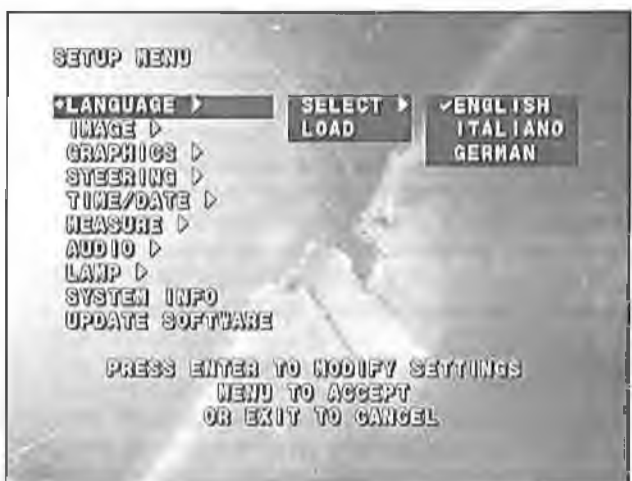 SETUP MENU
LANGUAGE ▷ SELECT ▷ ✓ENGLISH
IMAGE ▷ LOAD ITALIANO
GRAPHICS ▷ GERMAN
STEERING ▷
TIME/DATE ▷
MEASURE ▷
AUDIO ▷
LAMP ▷
SYSTEM INFO
UPDATE SOFTWARE
PRESS ENTER TO MODIFY SETTINGS
MENU TO ACCEPT
OR EXIT TO CANCEL